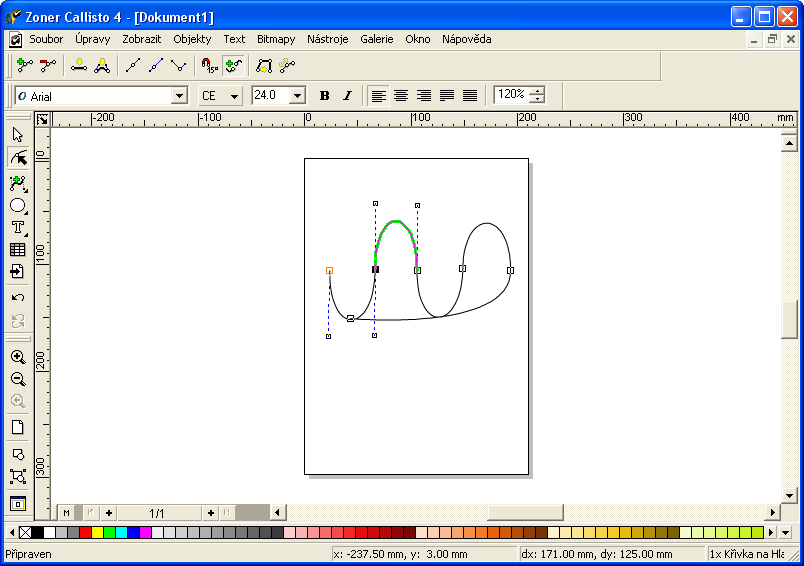 Zoner Callisto 4 - [Dokument1]
Soubor Úpravy Zobrazit Objekty Text Bitmapy Nástroje Galerie Okno Nápověda
15°
O Arial CE 24.0 B I 120%
-200 -100 0 100 200 300 400 mm
0
100
T
200
300
M 1/1
Připraven x: -237.50 mm, y: 3.00 mm dx: 171.00 mm, dy: 125.00 mm 1x Křivka na Hla